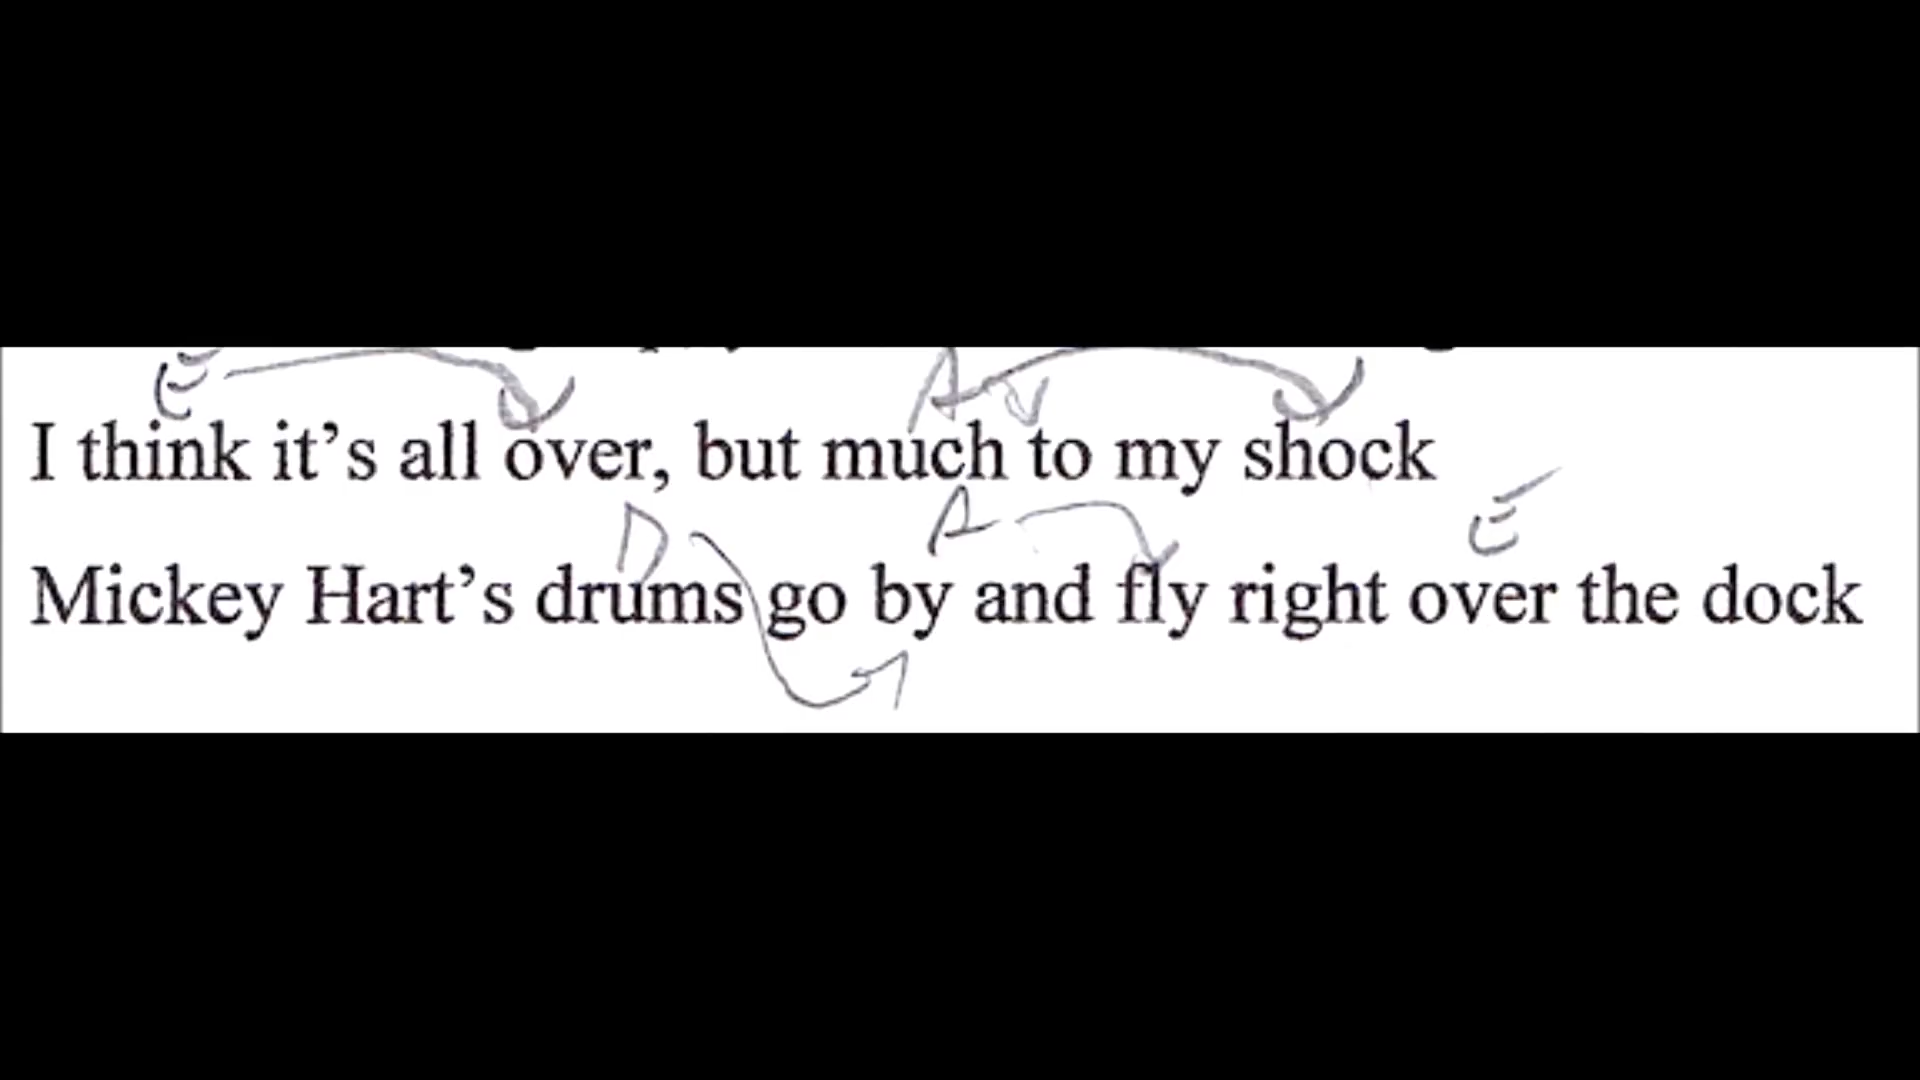 E A
I think it’s all over, but much to my shock
D A E
Mickey Hart’s drums go by and fly right over the dock